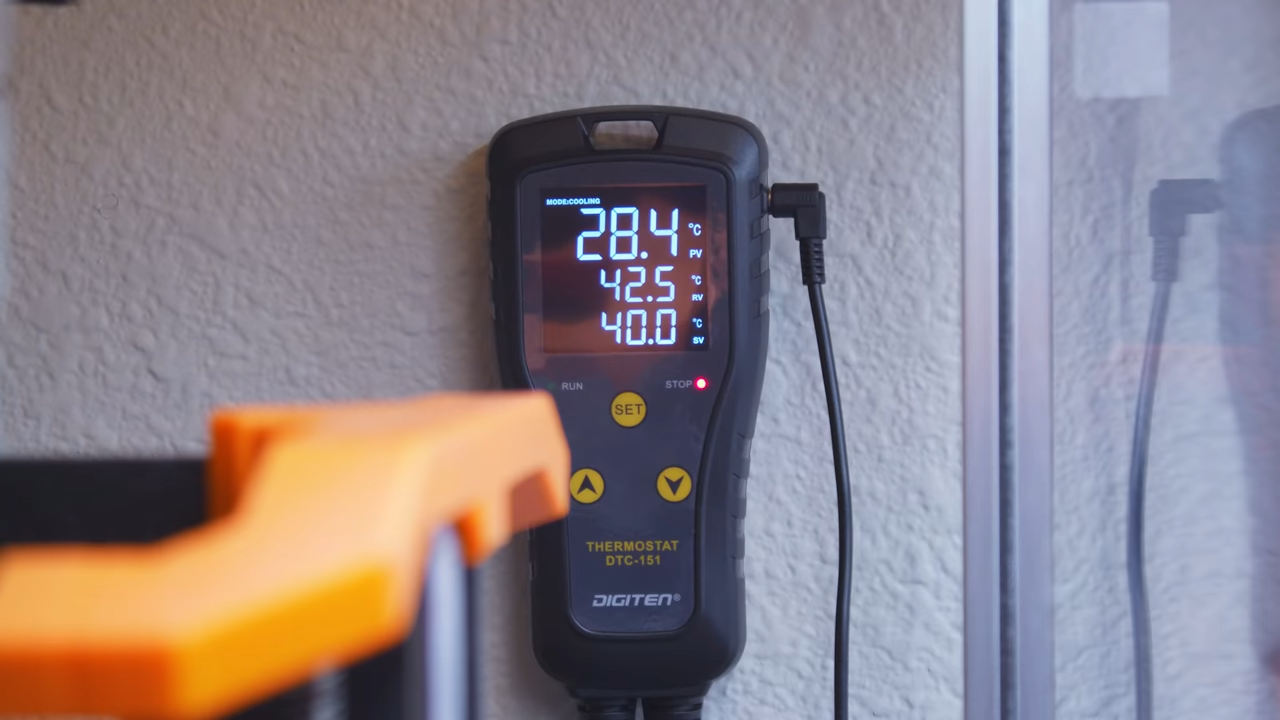 MODE:COOLING
28.4 °C PV
42.5 °C RV
40.0 °C SV
RUN STOP
SET
THERMOSTAT
DTC-151
DIGITEN®